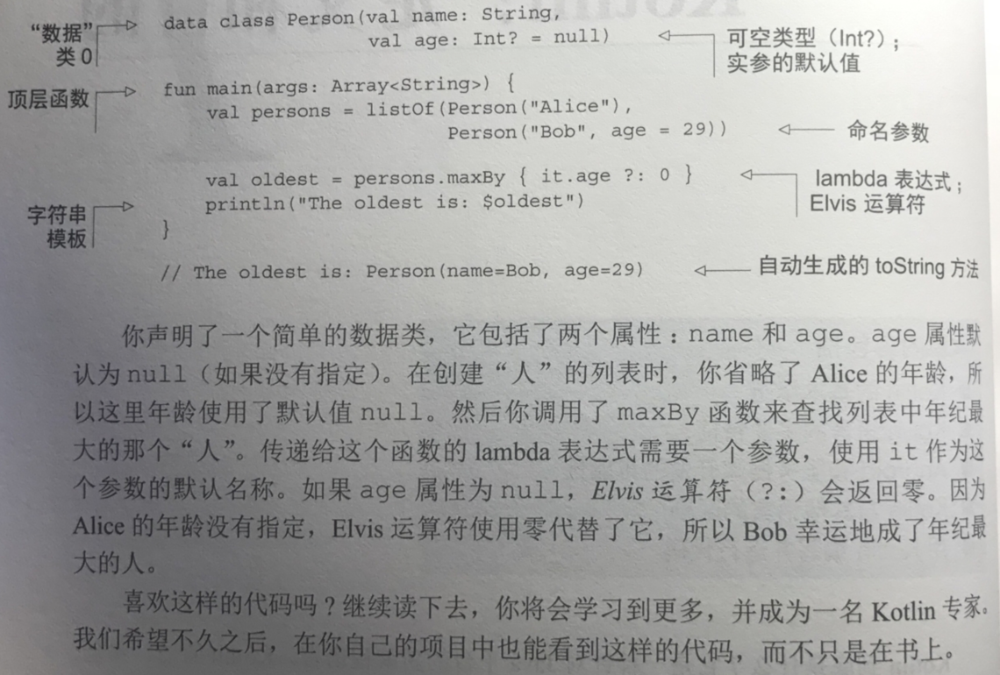 “数据”
类 0
data class Person(val name: String,
val age: Int? = null)
可空类型（Int?）；
实参的默认值
顶层函数
fun main(args: Array<String>) {
val persons = listOf(Person("Alice"),
Person("Bob", age = 29))
命名参数
val oldest = persons.maxBy { it.age ?: 0 }
lambda 表达式；
Elvis 运算符
println("The oldest is: $oldest")
字符串
模板
}
// The oldest is: Person(name=Bob, age=29)
自动生成的 toString 方法
你声明了一个简单的数据类，它包括了两个属性：name 和 age。age 属性默
认为 null（如果没有指定）。在创建“人”的列表时，你省略了 Alice 的年龄，所
以这里年龄使用了默认值 null。然后你调用了 maxBy 函数来查找列表中年纪最
大的那个“人”。传递给这个函数的 lambda 表达式需要一个参数，使用 it 作为这
个参数的默认名称。如果 age 属性为 null，Elvis 运算符（?:）会返回零。因为
Alice 的年龄没有指定，Elvis 运算符使用零代替了它，所以 Bob 幸运地成了年纪最
大的人。
喜欢这样的代码吗？继续读下去，你将会学习到更多，并成为一名 Kotlin 专家。
我们希望不久之后，在你自己的项目中也能看到这样的代码，而不只是在书上。